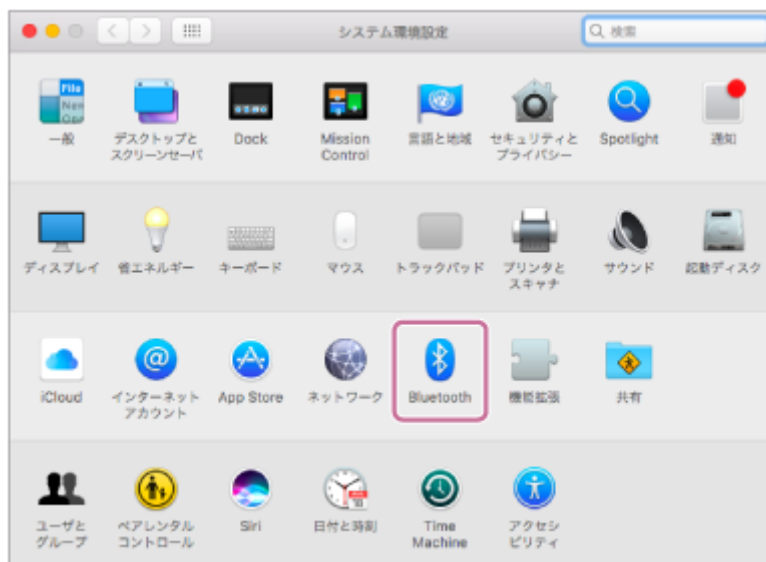 システム環境設定
検索
File
New
Ope
一般
デスクトップと
スクリーンセーバ
Dock
Mission
Control
言語と地域
セキュリティと
プライバシー
Spotlight
通知
ディスプレイ
省エネルギー
キーボード
マウス
トラックパッド
プリンタと
スキャナ
サウンド
起動ディスク
iCloud
インターネット
アカウント
App Store
ネットワーク
Bluetooth
機能拡張
共有
ユーザと
グループ
ペアレンタル
コントロール
Siri
日付と時刻
Time
Machine
アクセシ
ビリティ